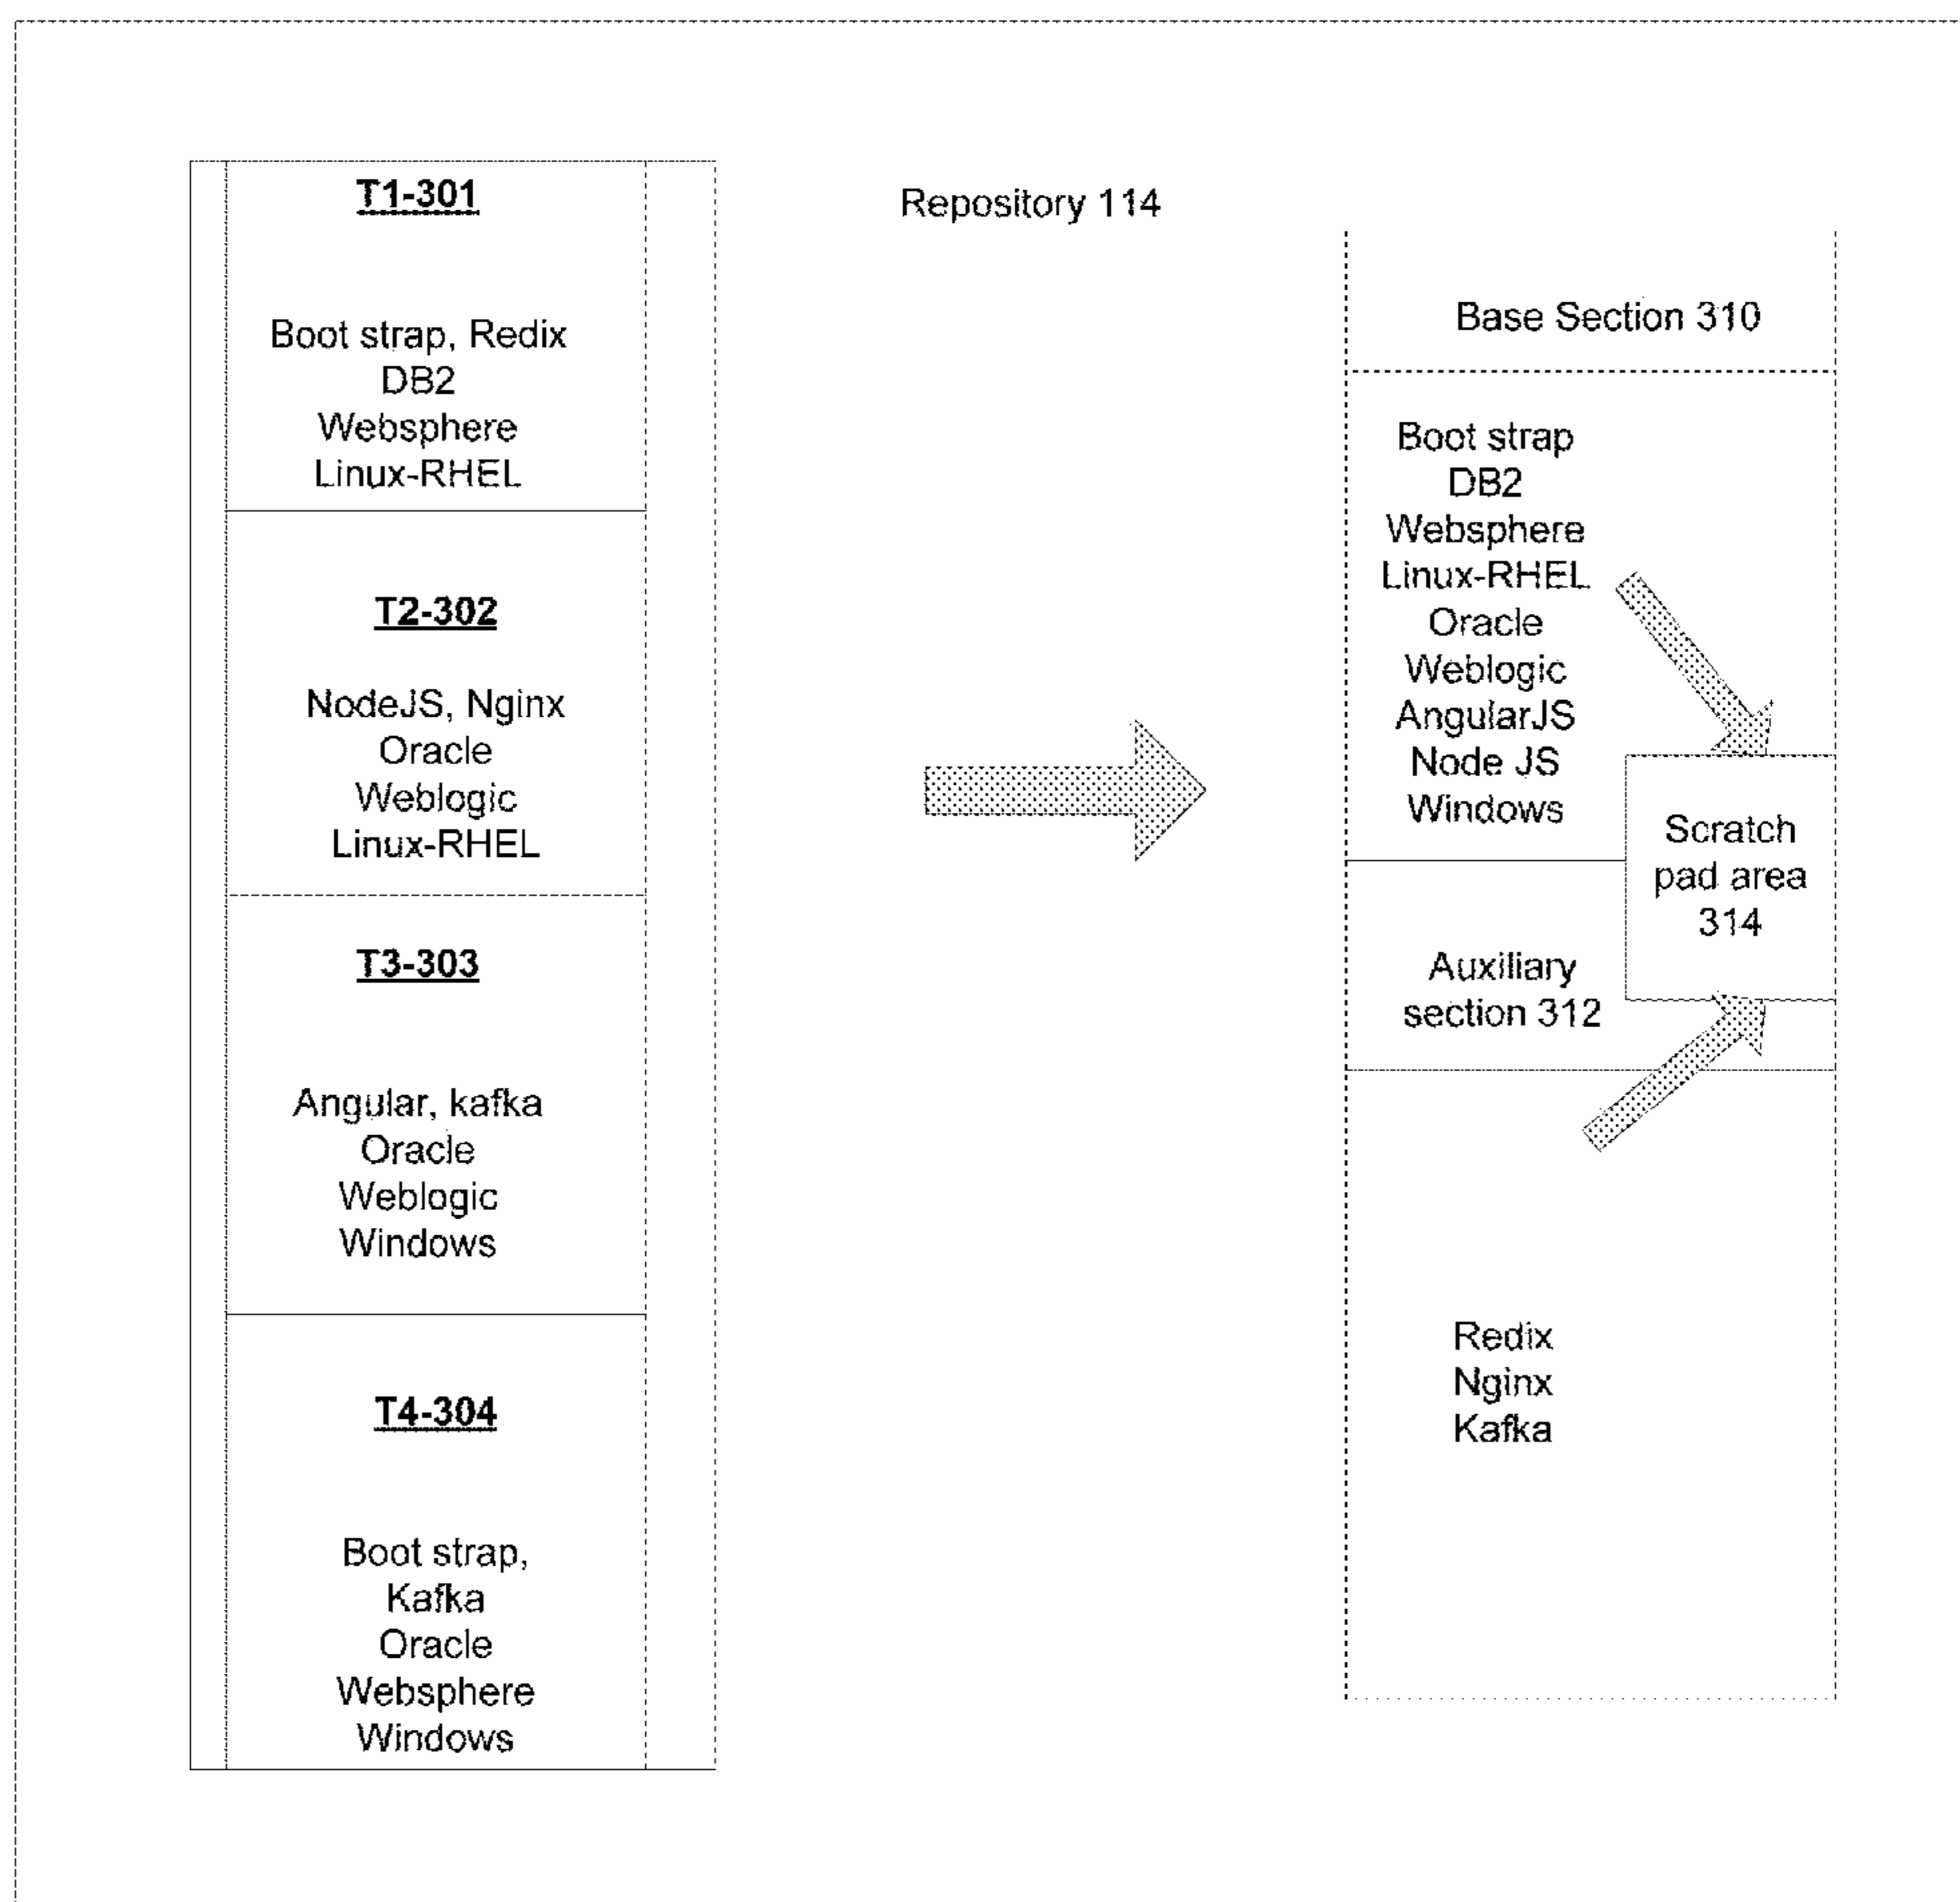 T1-301
Boot strap, Redix
DB2
Websphere
Linux-RHEL
T2-302
NodeJS, Nginx
Oracle
Weblogic
Linux-RHEL
T3-303
Angular, kafka
Oracle
Weblogic
Windows
T4-304
Boot strap,
Kafka
Oracle
Websphere
Windows
Repository 114
Base Section 310
Boot strap
DB2
Websphere
Linux-RHEL
Oracle
Weblogic
AngularJS
Node JS
Windows
Scratch
pad area
314
Auxiliary
section 312
Redix
Nginx
Kafka